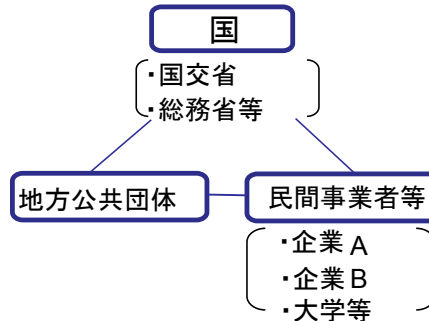 国
・国交省
・総務省等
地方公共団体
民間事業者等
・企業A
・企業B
・大学等